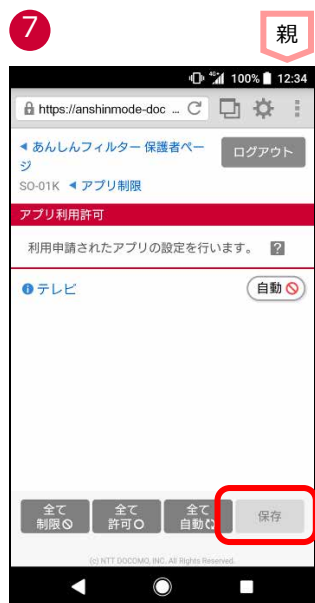 7
親
100% 12:34
https://anshinmode-doc ...
あんしんフィルター 保護者ページ
ログアウト
SO-01K ◀ アプリ制限
アプリ利用許可
利用申請されたアプリの設定を行います。 ?
テレビ
自動
全て
制限
全て
許可
全て
自動
保存
(c) NTT DOCOMO, INC. All Rights Reserved.